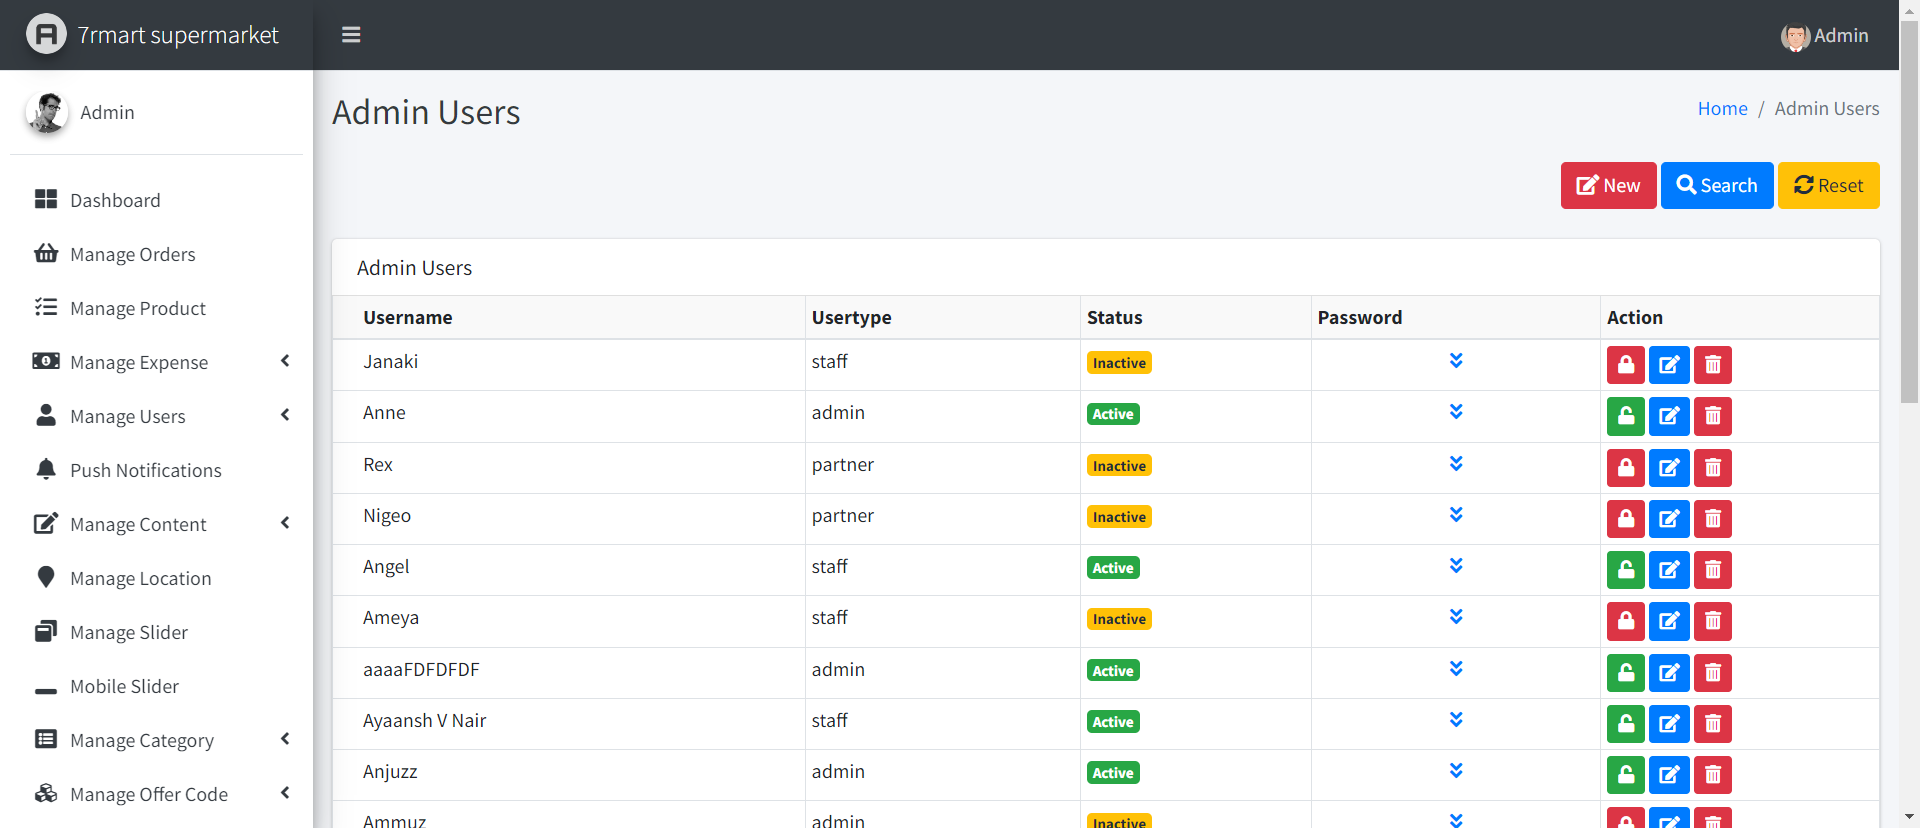 7rmart supermarket
Admin
Admin
Admin Users
Home / Admin Users
New Search Reset
Dashboard
Manage Orders
Manage Product
Manage Expense
Manage Users
Push Notifications
Manage Content
Manage Location
Manage Slider
Mobile Slider
Manage Category
Manage Offer Code
Admin Users
Username Usertype Status Password Action
Janaki staff Inactive
Anne admin Active
Rex partner Inactive
Nigeo partner Inactive
Angel staff Active
Ameya staff Inactive
aaaaFDFDFDF admin Active
Ayaansh V Nair staff Active
Anjuzz admin Active
Ammuz admin Inactive